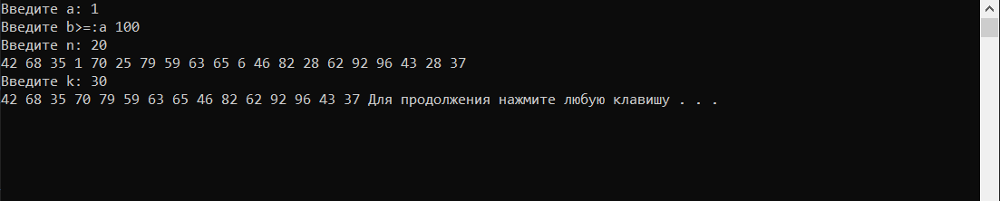 Введите a: 1
Введите b>=:a 100
Введите n: 20
42 68 35 1 70 25 79 59 63 65 6 46 82 28 62 92 96 43 28 37
Введите k: 30
42 68 35 70 79 59 63 65 46 82 62 92 96 43 37 Для продолжения нажмите любую клавишу . . .